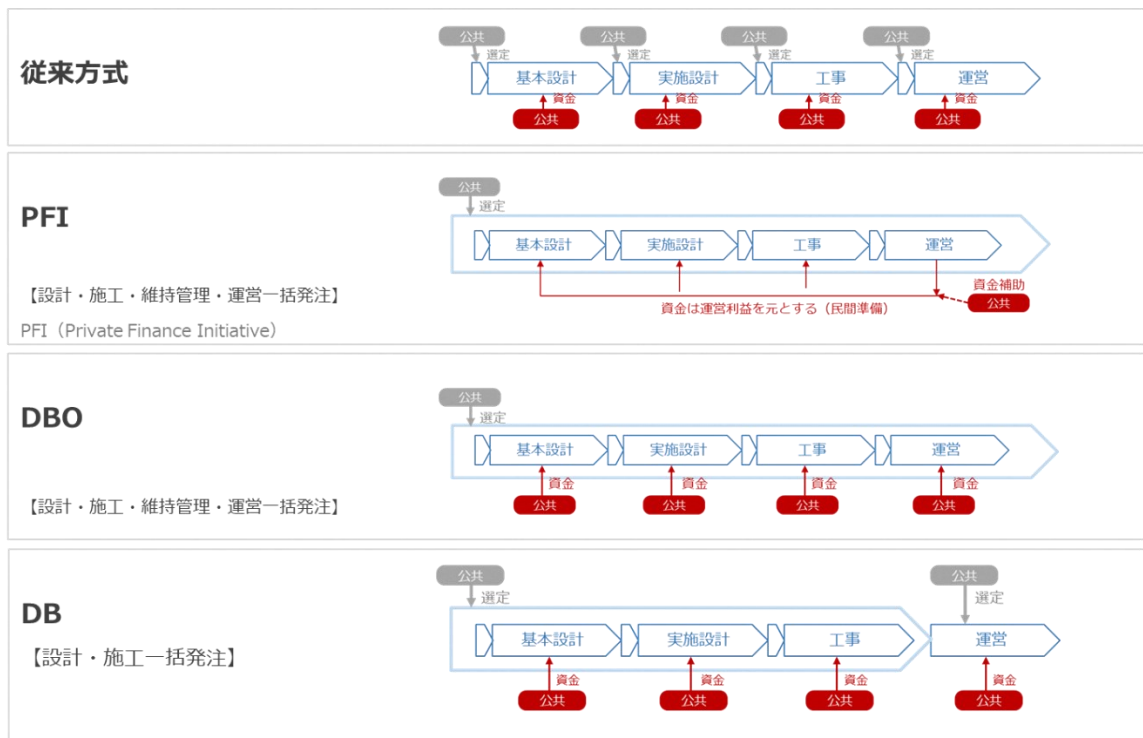 従来方式
公共
公共
公共
公共
選定
選定
選定
選定
基本設計
実施設計
工事
運営
資金
資金
資金
資金
公共
公共
公共
公共
PFI
公共
選定
基本設計
実施設計
工事
運営
【設計・施工・維持管理・運営一括発注】
資金補助
公共
資金は運営利益を元とする（民間準備）
PFI（Private Finance Initiative）
DBO
公共
選定
基本設計
実施設計
工事
運営
資金
資金
資金
資金
公共
公共
公共
公共
【設計・施工・維持管理・運営一括発注】
DB
公共
公共
選定
選定
基本設計
実施設計
工事
運営
【設計・施工一括発注】
資金
資金
資金
資金
公共
公共
公共
公共